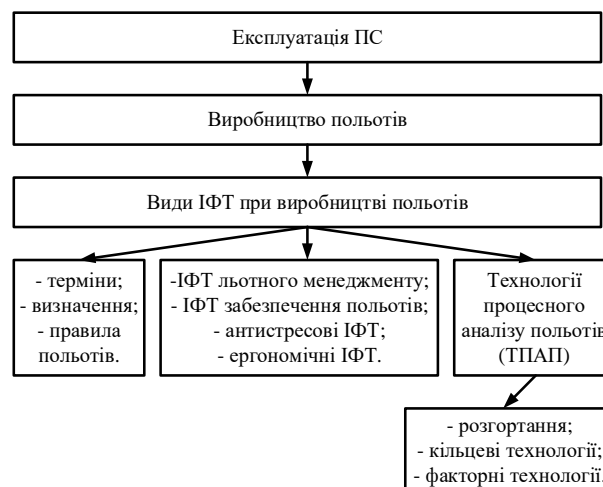 Експлуатація ПС
Виробництво польотів
Види ІФТ при виробництві польотів
- терміни;
- визначення;
- правила
польотів.
-ІФТ льотного менеджменту;
- ІФТ забезпечення польотів;
- антистресові ІФТ;
- ергономічні ІФТ.
Технології
процесного
аналізу польотів
(ТПАП)
- розгортання;
- кільцеві технології;
- факторні технології.